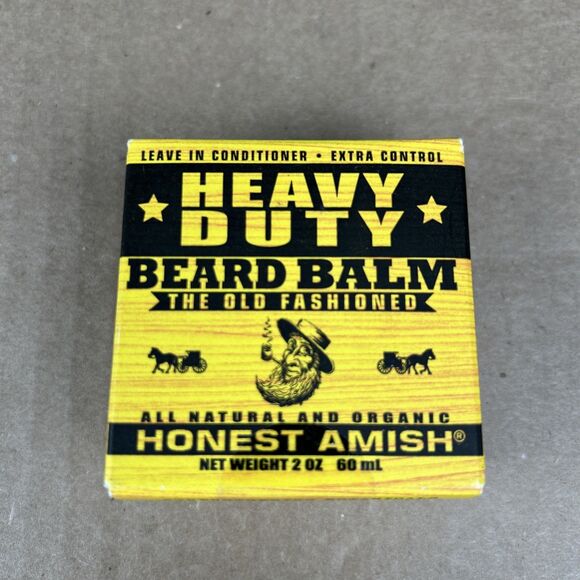 LEAVE IN CONDITIONER • EXTRA CONTROL
HEAVY
DUTY
BEARD BALM
THE OLD FASHIONED
ALL NATURAL AND ORGANIC
HONEST AMISH®
NET WEIGHT 2 OZ 60 mL